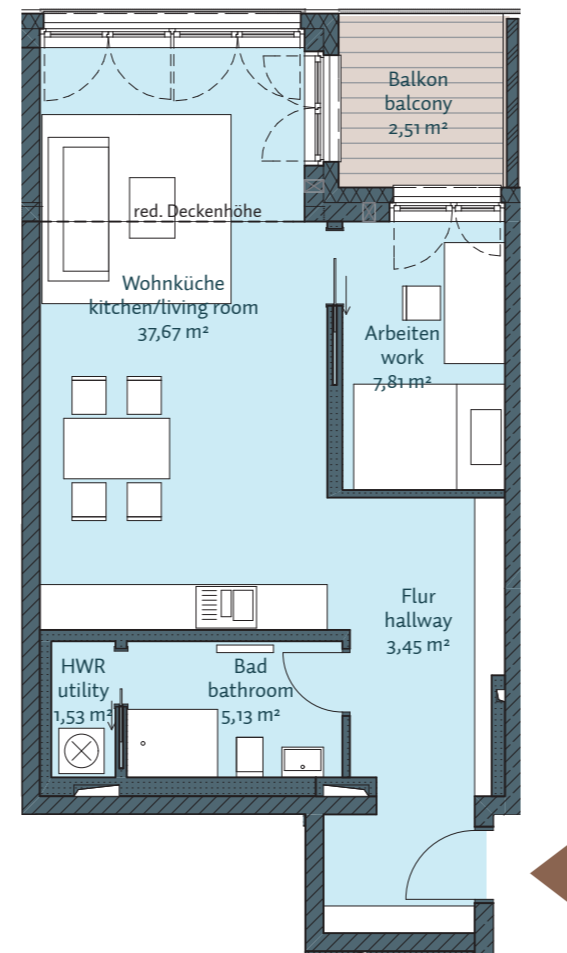 Balkon
balcony
2,51 m²
red. Deckenhöhe
Wohnküche
kitchen/living room
37,67 m²
Arbeiten
work
7,81 m²
Flur
hallway
3,45 m²
HWR
utility
1,53 m²
Bad
bathroom
5,13 m²